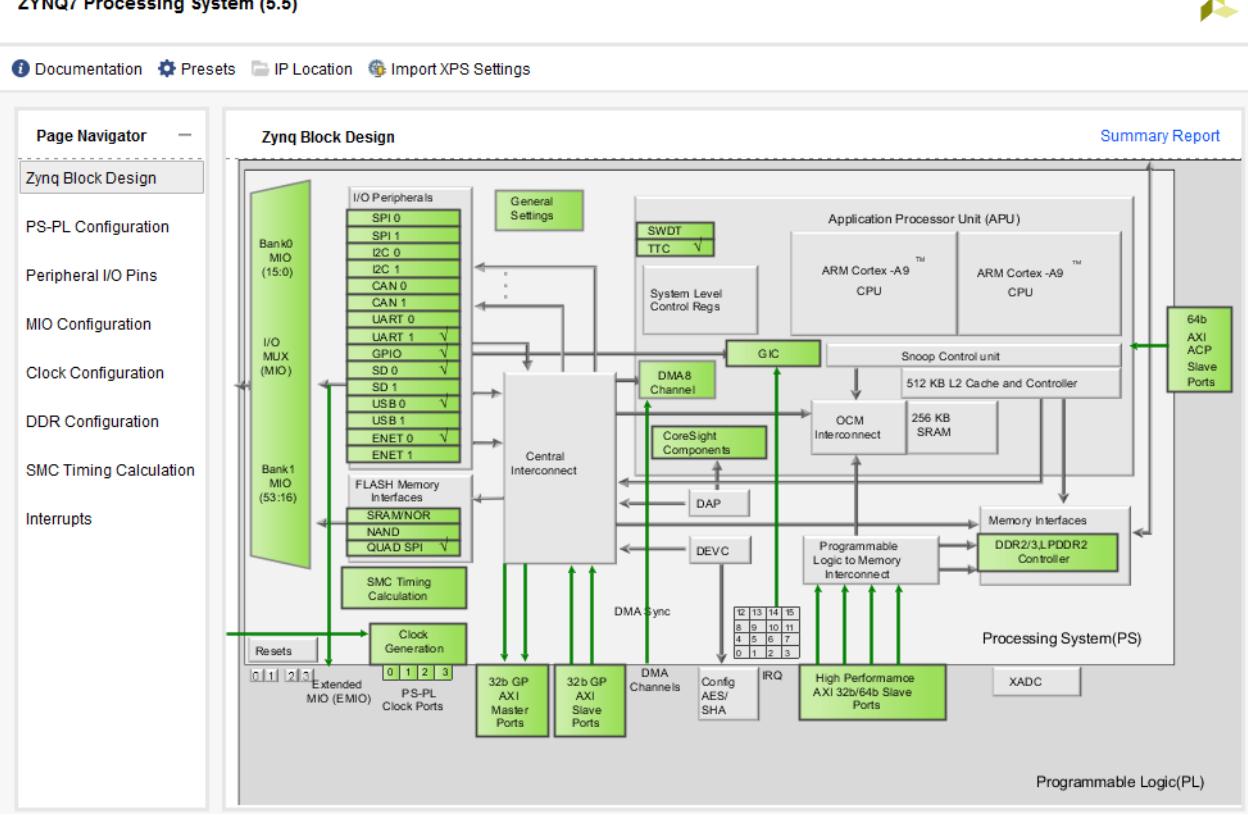 ZYNQ7 Processing System (5.5)
Documentation Presets IP Location Import XPS Settings
Page Navigator
Zynq Block Design
PS-PL Configuration
Peripheral I/O Pins
MIO Configuration
Clock Configuration
DDR Configuration
SMC Timing Calculation
Interrupts
Zynq Block Design
Summary Report
Bank0
MIO
(15:0)
I/O
MUX
(MIO)
Bank1
MIO
(53:16)
I/O Peripherals
SPI 0
SPI 1
I2C 0
I2C 1
CAN 0
CAN 1
UART 0
UART 1 √
GPIO √
SD 0 √
SD 1
USB 0 √
USB 1
ENET 0 √
ENET 1
FLASH Memory
Interfaces
SRAM/NOR
NAND
QUAD SPI √
SMC Timing
Calculation
Clock
Generation
0 1 2 3
PS-PL
Clock Ports
Resets
0 1 2 3
Extended
MIO (EMIO)
General
Settings
Application Processor Unit (APU)
SWDT
TTC √
System Level
Control Regs
ARM Cortex -A9 ™
CPU
ARM Cortex -A9 ™
CPU
GIC
Snoop Control unit
DMA8
Channel
512 KB L2 Cache and Controller
OCM
Interconnect
256 KB
SRAM
CoreSight
Components
Central
Interconnect
DAP
DEVC
Programmable
Logic to Memory
Interconnect
Memory Interfaces
DDR2/3,LPDDR2
Controller
64b
AXI
ACP
Slave
Ports
DMA Sync
12 13 14 15
8 9 10 11
4 5 6 7
0 1 2 3
IRQ
Processing System(PS)
32b GP
AXI
Master
Ports
32b GP
AXI
Slave
Ports
DMA
Channels
Config
AES/
SHA
High Performamce
AXI 32b/64b Slave
Ports
XADC
Programmable Logic(PL)